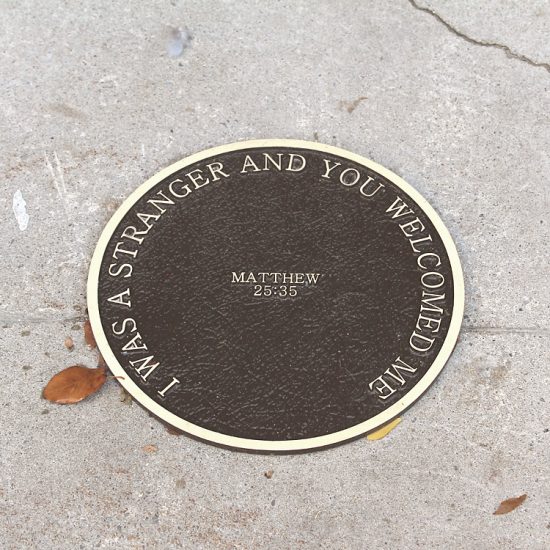 I WAS A STRANGER AND YOU WELCOMED ME
MATTHEW
25:35